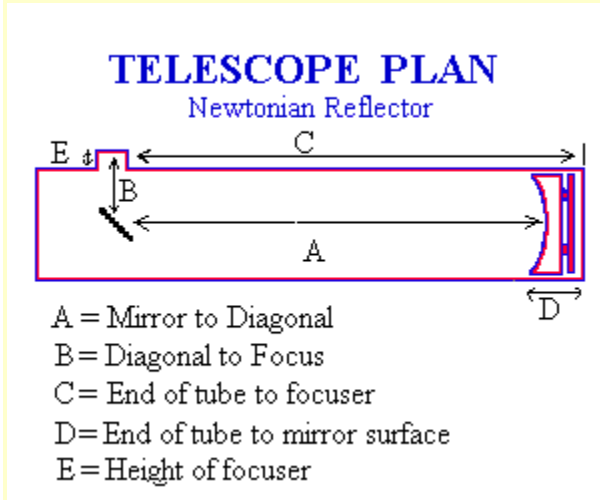 TELESCOPE PLAN
Newtonian Reflector
E
C
B
A
D
A = Mirror to Diagonal
B= Diagonal to Focus
C= End of tube to focuser
D= End of tube to mirror surface
E= Height of focuser